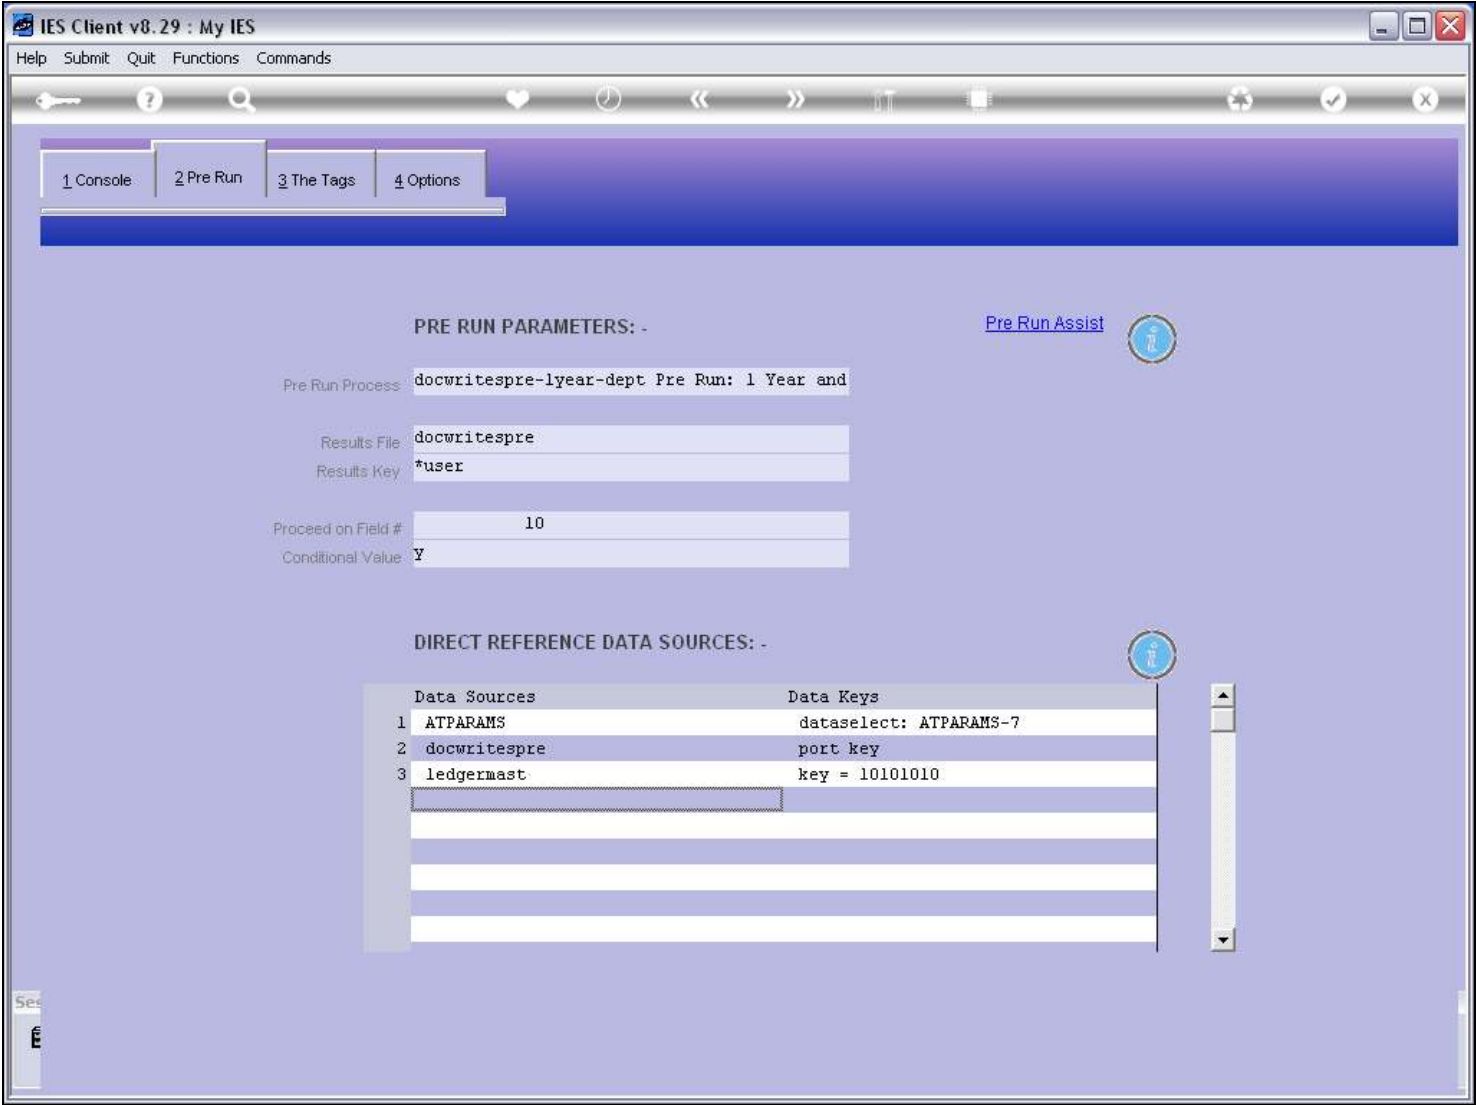 IES Client v8.29 : My IES
Help Submit Quit Functions Commands
1 Console 2 Pre Run 3 The Tags 4 Options
PRE RUN PARAMETERS: - Pre Run Assist
Pre Run Process docwritespre-1year-dept Pre Run: 1 Year and
Results File docwritespre
Results Key *user
Proceed on Field # 10
Conditional Value Y
DIRECT REFERENCE DATA SOURCES: -
Data Sources Data Keys
1 ATPARAMS dataselect: ATPARAMS-7
2 docwritespre port key
3 ledgermast key = 10101010
Ses